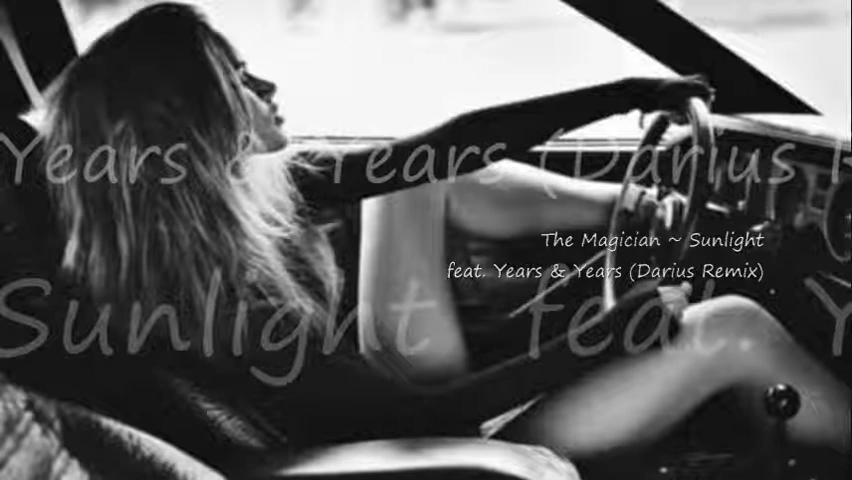 Years & Years (Darius R
The Magician ~ Sunlight
feat. Years & Years (Darius Remix)
Sunlight feat. Y